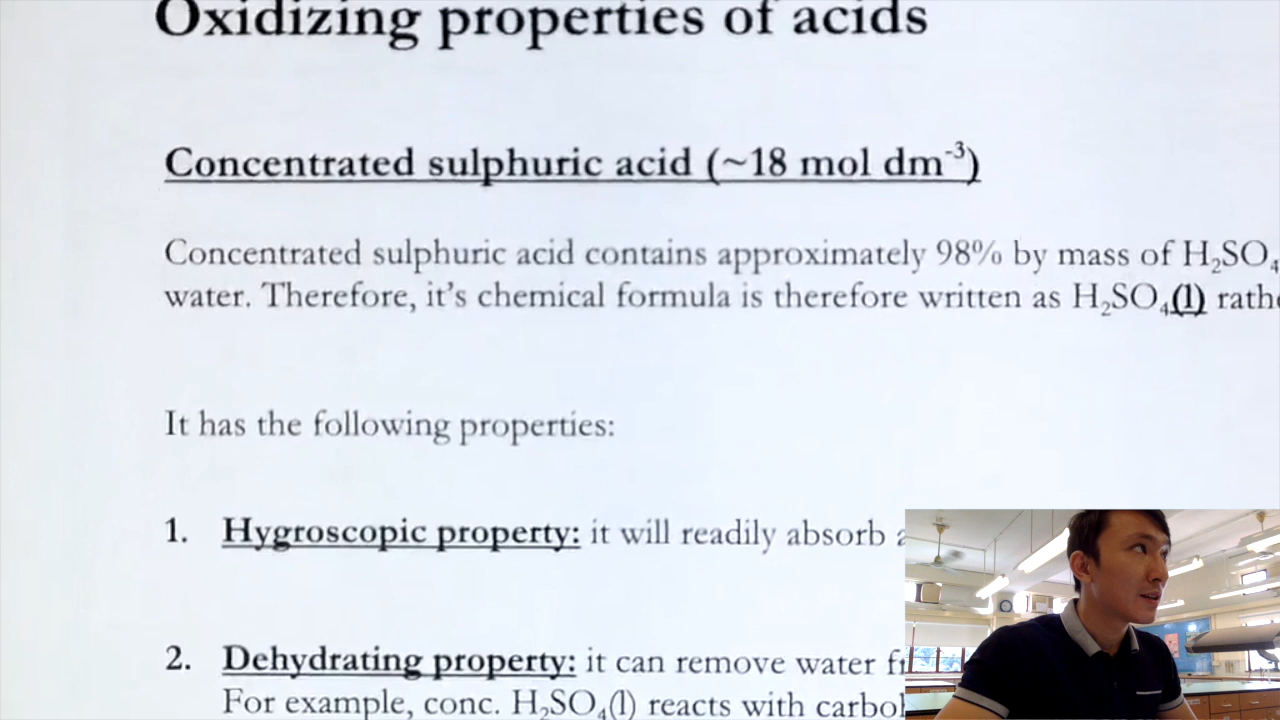 Oxidizing properties of acids
Concentrated sulphuric acid (~18 mol dm⁻³)
Concentrated sulphuric acid contains approximately 98% by mass of H₂SO₄
water. Therefore, it's chemical formula is therefore written as H₂SO₄(l)
It has the following properties:
1. Hygroscopic property: it will readily absorb
2. Dehydrating property: it can remove water
For example, conc. H₂SO₄(l) reacts with